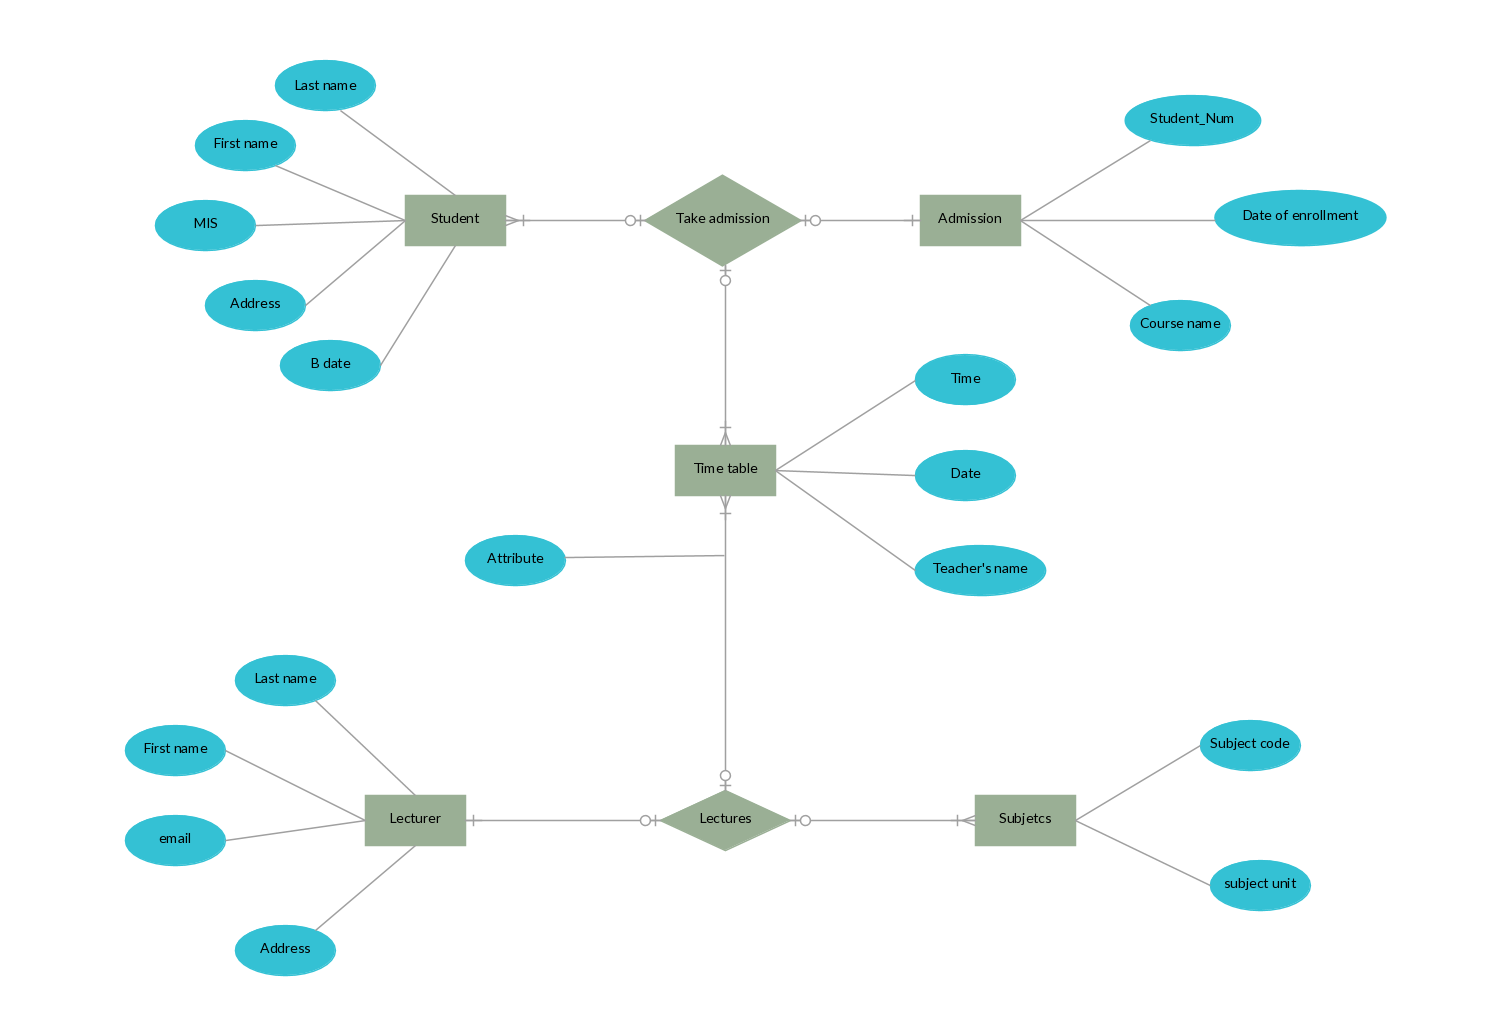 Last name
Student_Num
First name
Student
Take admission
Admission
Date of enrollment
MIS
Address
Course name
B date
Time
Time table
Date
Attribute
Teacher's name
Last name
First name
Subject code
Lecturer
Lectures
Subjetcs
email
subject unit
Address